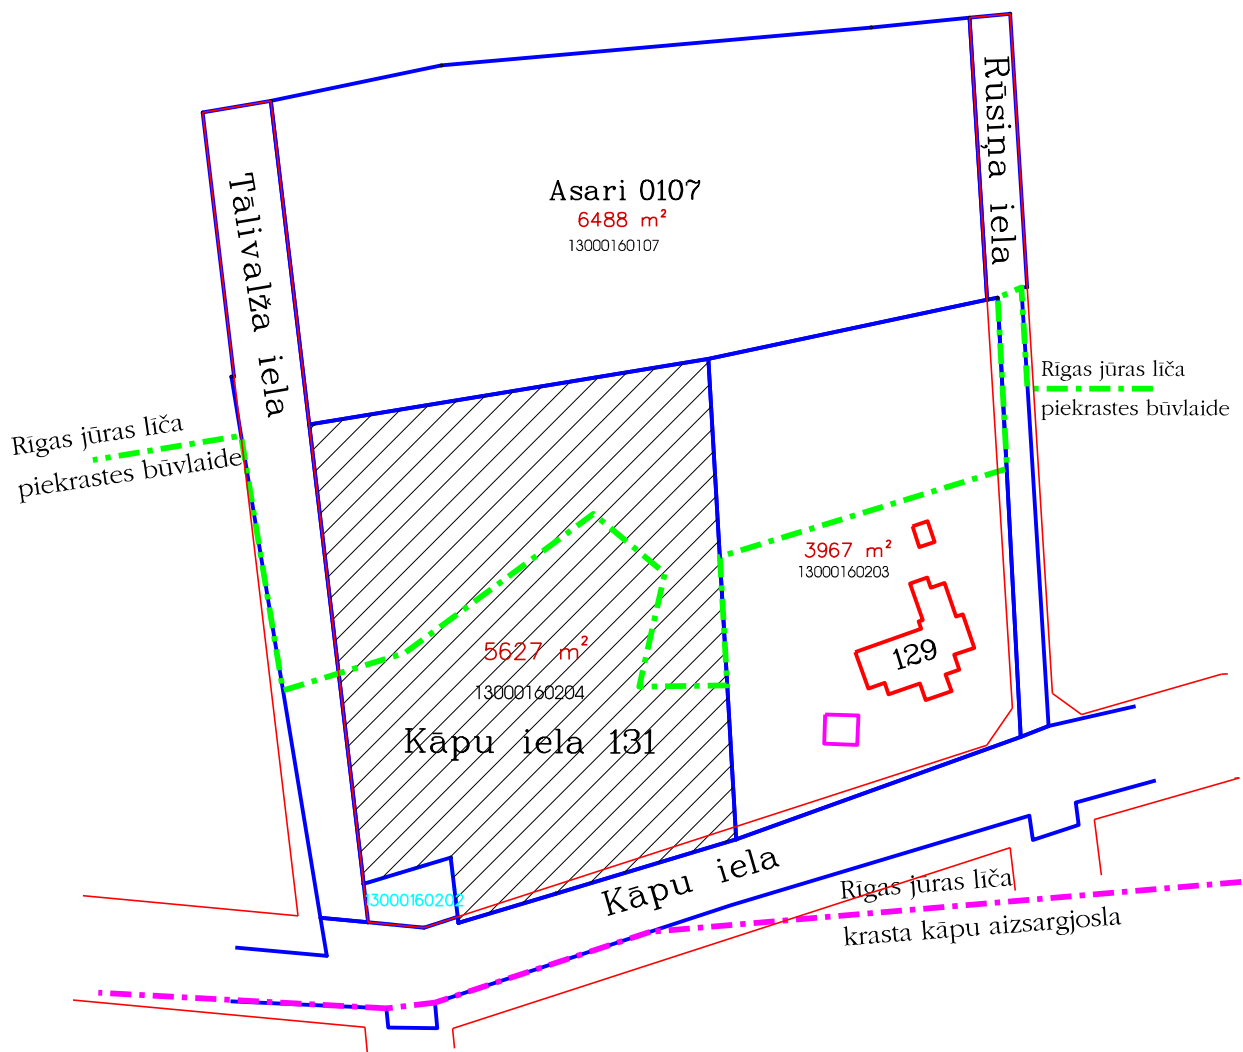 Rūsiņa iela
Tālivalža iela
Asari 0107
6488 m²
13000160107
Rīgas jūras līča
piekrastes būvlaide
Rīgas jūras līča
piekrastes būvlaide
3967 m²
13000160203
129
5627 m²
13000160204
Kāpu iela 131
13000160202
Kāpu iela
Rīgas jūras līča
krasta kāpu aizsargjosla